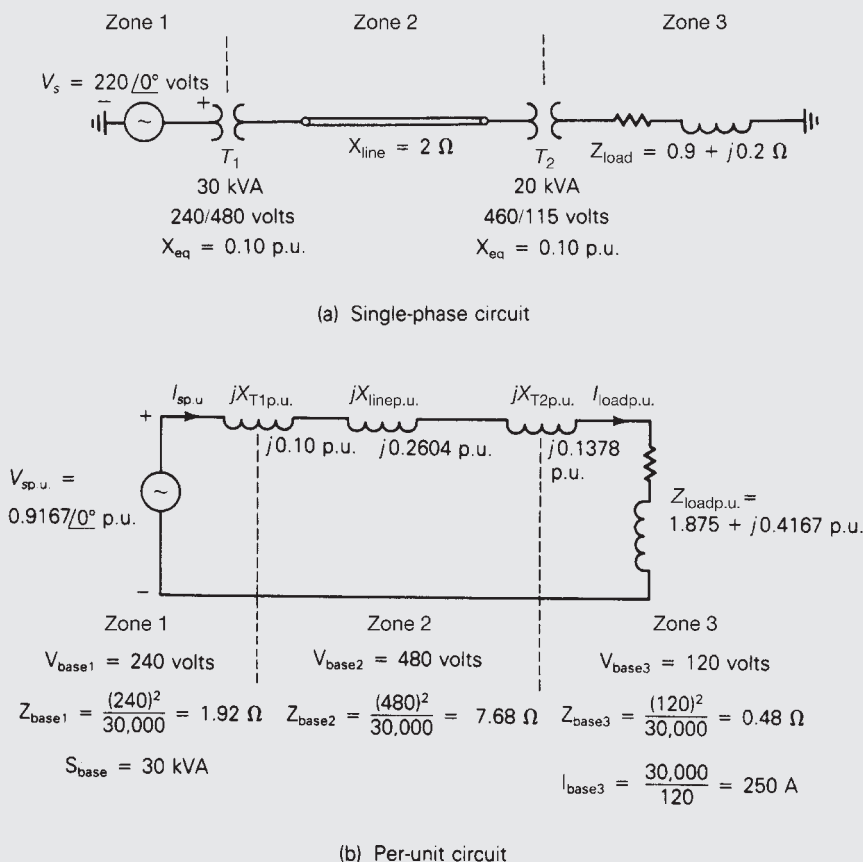 Zone 1 Zone 2 Zone 3
V_s = 220/0° volts
− + ~
X_line = 2 Ω Z_load = 0.9 + j0.2 Ω
T_1 T_2
30 kVA 20 kVA
240/480 volts 460/115 volts
X_eq = 0.10 p.u. X_eq = 0.10 p.u.
(a) Single-phase circuit
I_sp.u jX_T1p.u. jX_linep.u. jX_T2p.u. I_loadp.u.
+
j0.10 p.u. j0.2604 p.u. j0.1378
p.u.
V_sp.u. = ~ Z_loadp.u. =
0.9167/0° p.u. 1.875 + j0.4167 p.u.
−
Zone 1 Zone 2 Zone 3
V_base1 = 240 volts V_base2 = 480 volts V_base3 = 120 volts
Z_base1 = (240)²/30,000 = 1.92 Ω Z_base2 = (480)²/30,000 = 7.68 Ω Z_base3 = (120)²/30,000 = 0.48 Ω
S_base = 30 kVA
I_base3 = 30,000/120 = 250 A
(b) Per-unit circuit